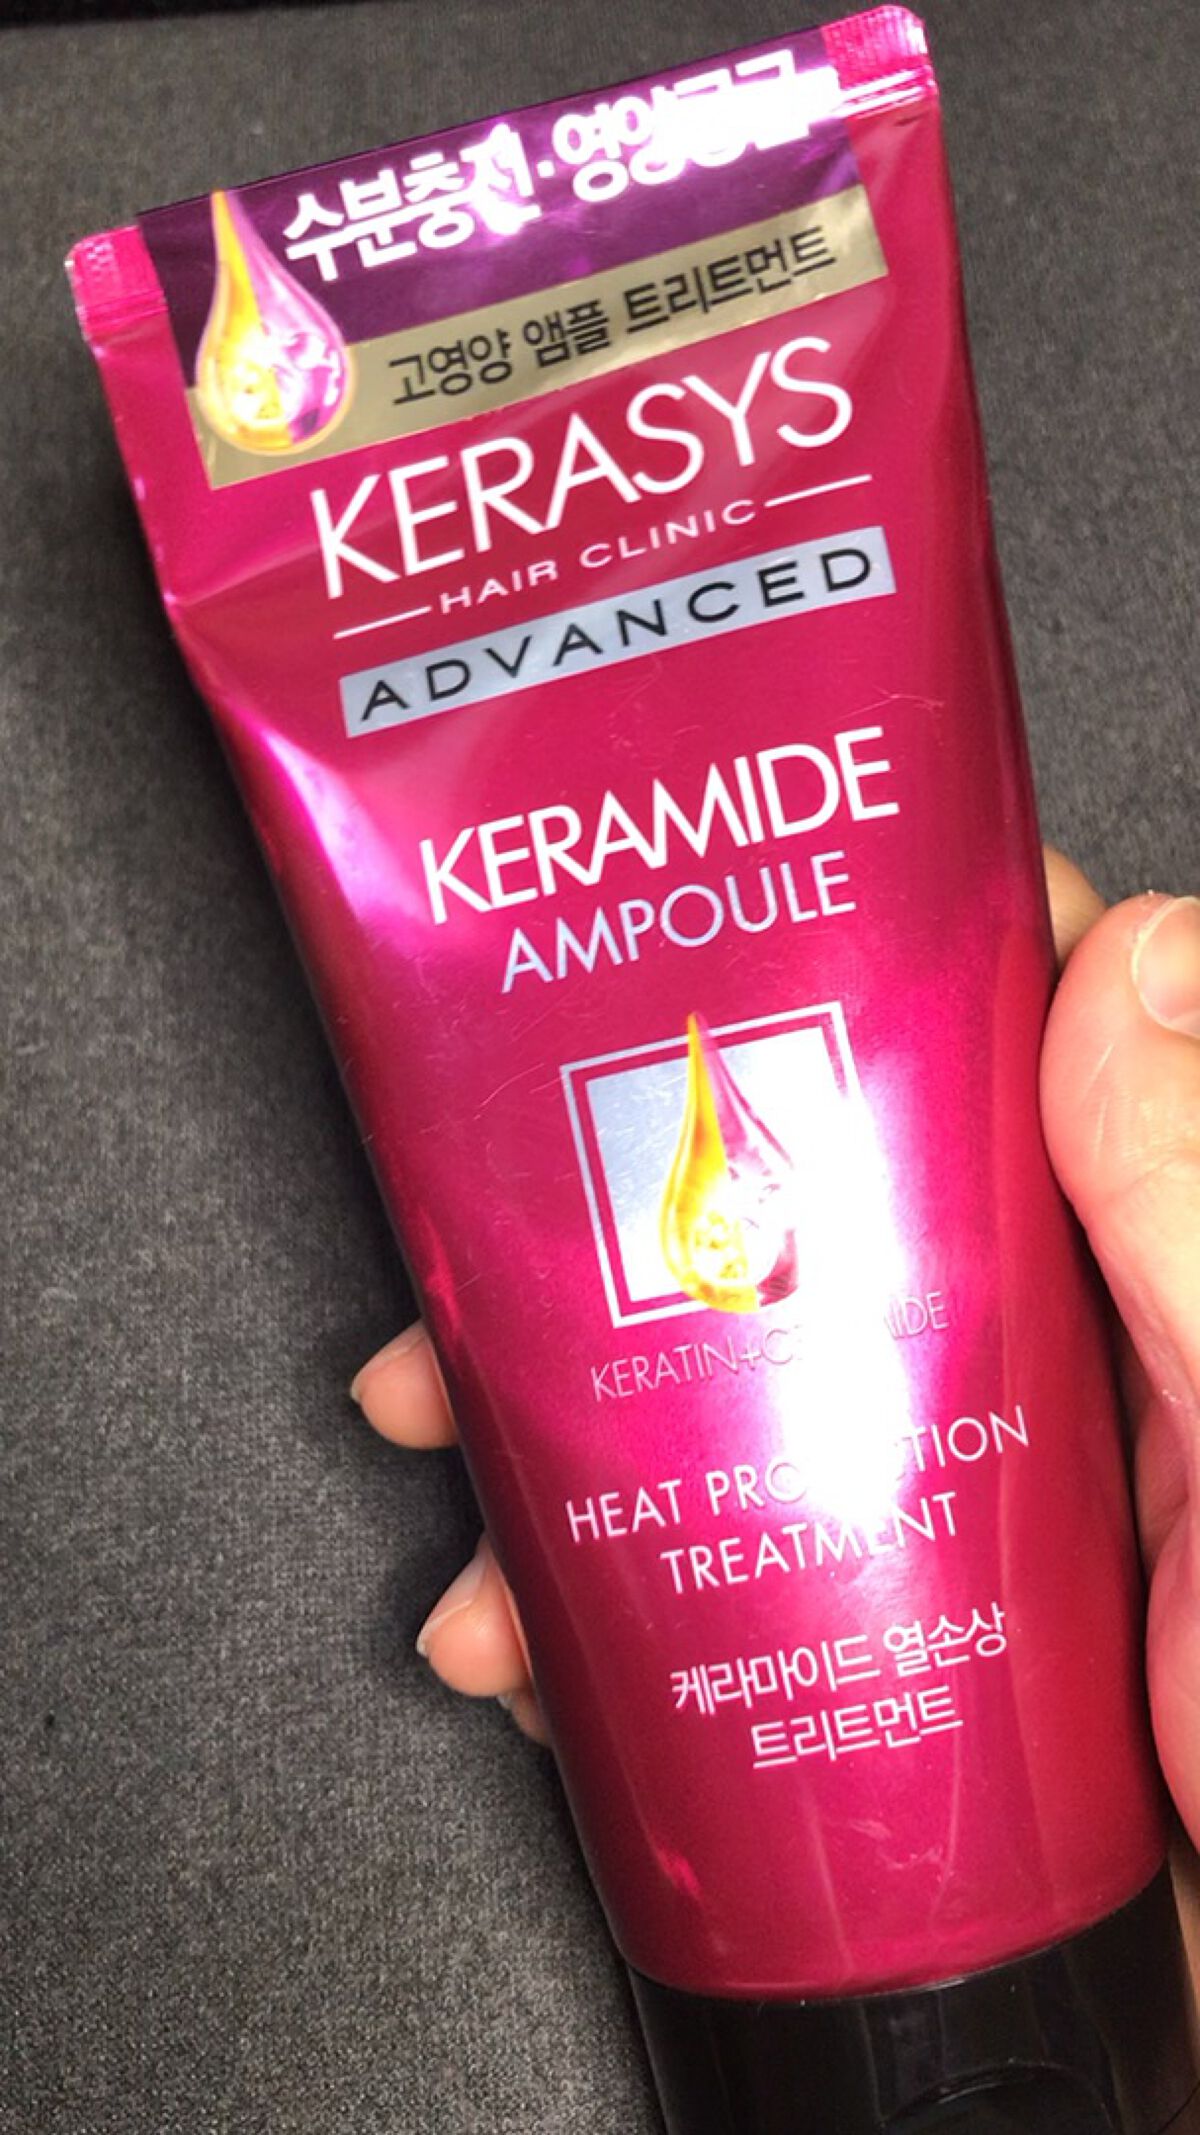 수분충전·영양공급
고영양 앰플 트리트먼트
KERASYS
HAIR CLINIC
ADVANCED
KERAMIDE
AMPOULE
KERATIN+CERAMIDE
HEAT PROTECTION
TREATMENT
케라마이드 열손상
트리트먼트